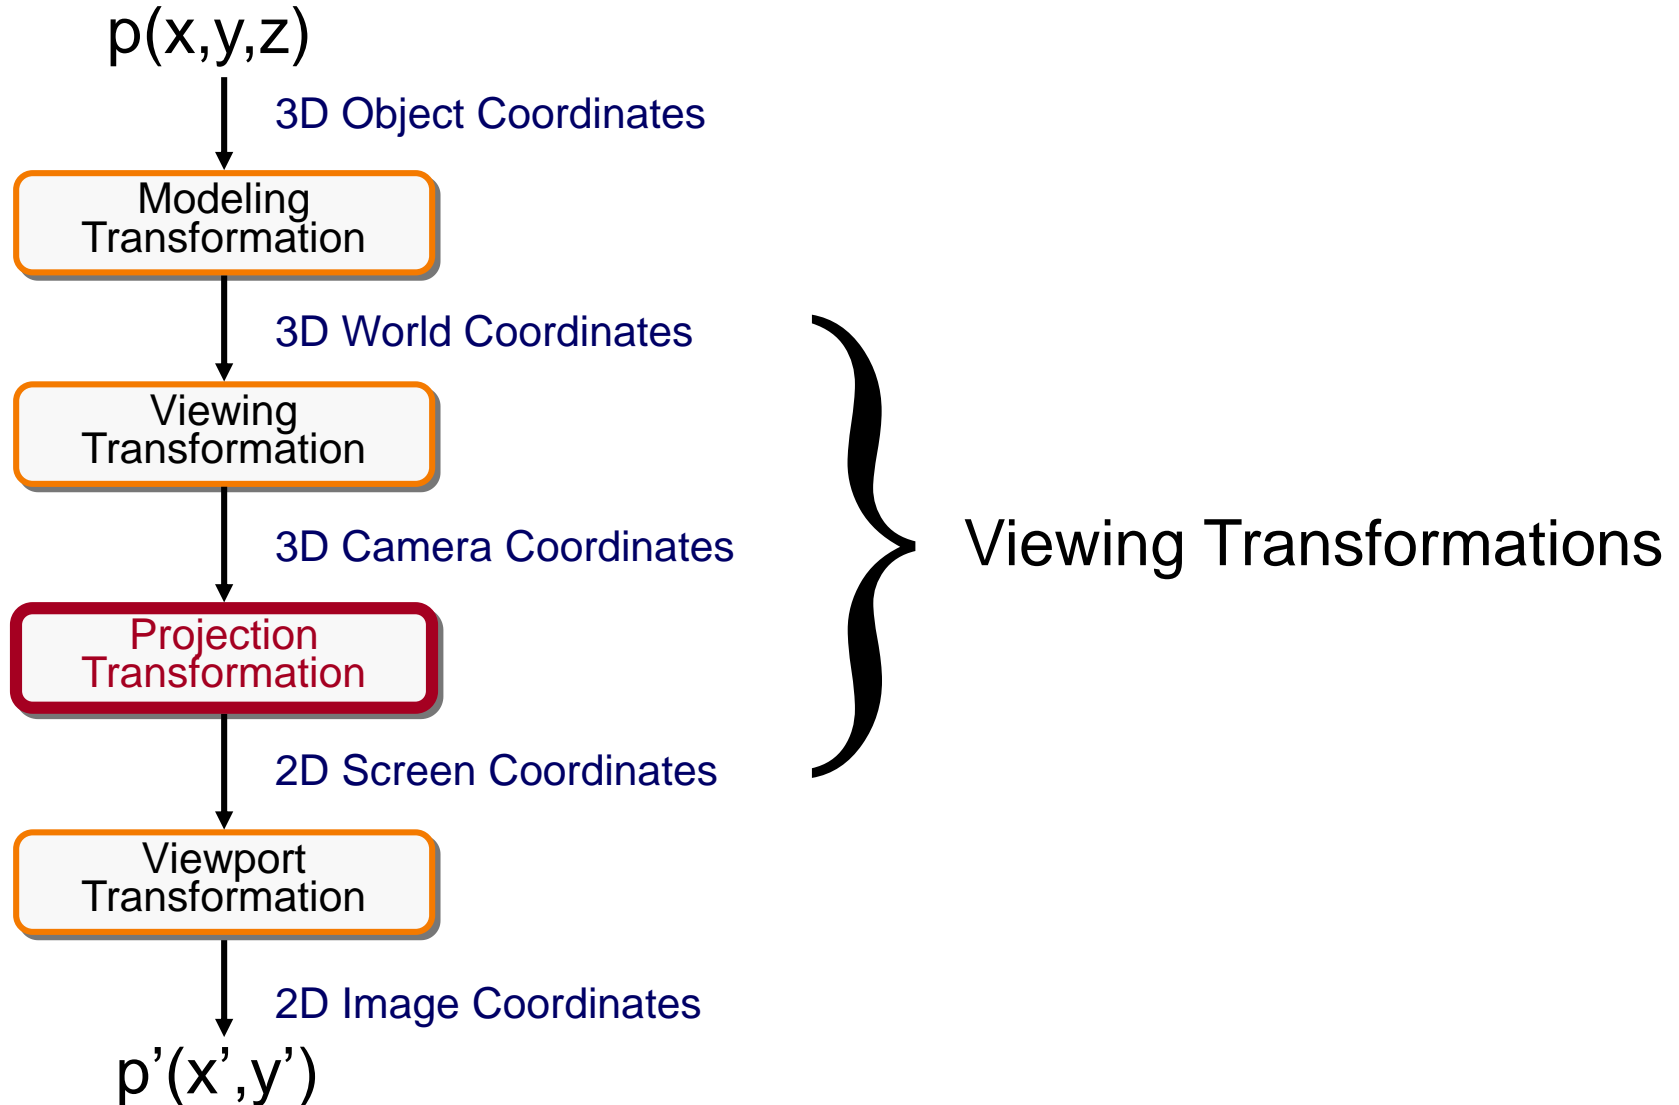 p(x,y,z)
3D Object Coordinates
Modeling
Transformation
3D World Coordinates
Viewing
Transformation
3D Camera Coordinates
Viewing Transformations
Projection
Transformation
2D Screen Coordinates
Viewport
Transformation
2D Image Coordinates
p’(x’,y’)